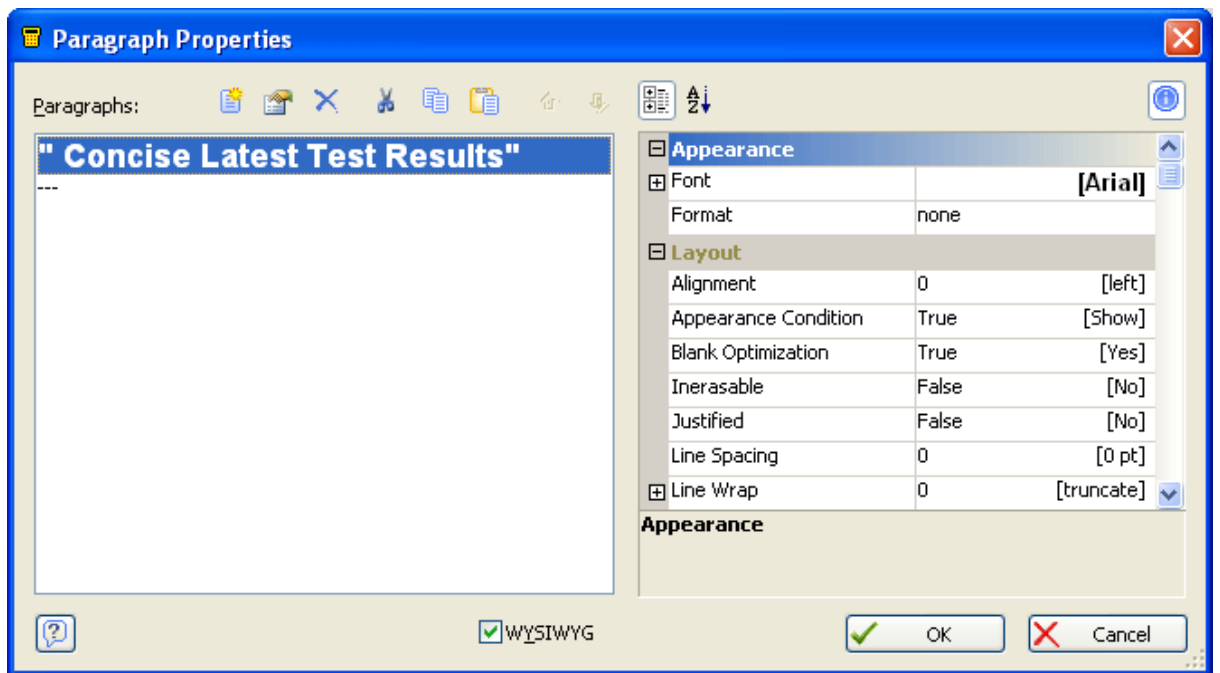 Paragraph Properties
Paragraphs:
" Concise Latest Test Results"
---
Appearance
Font [Arial]
Format none
Layout
Alignment 0 [left]
Appearance Condition True [Show]
Blank Optimization True [Yes]
Inerasable False [No]
Justified False [No]
Line Spacing 0 [0 pt]
Line Wrap 0 [truncate]
Appearance
WYSIWYG
OK
Cancel